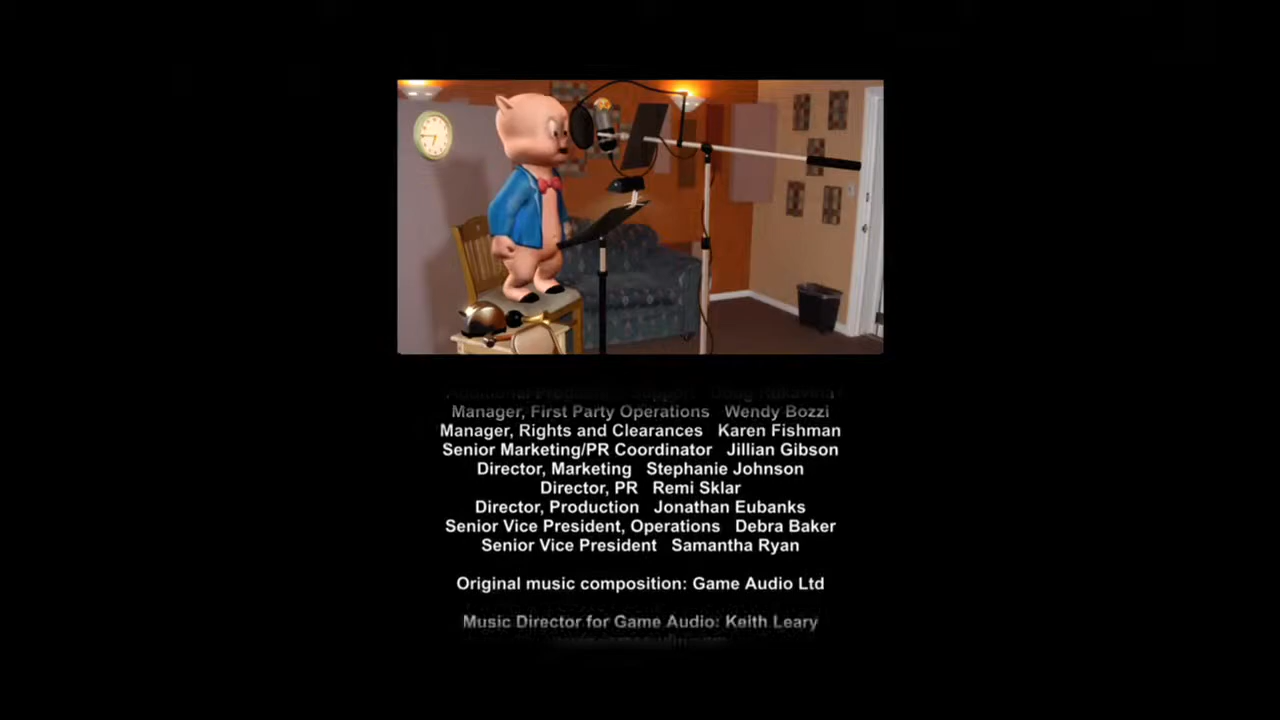 Manager, First Party Operations Wendy Bozzi
Manager, Rights and Clearances Karen Fishman
Senior Marketing/PR Coordinator Jillian Gibson
Director, Marketing Stephanie Johnson
Director, PR Remi Sklar
Director, Production Jonathan Eubanks
Senior Vice President, Operations Debra Baker
Senior Vice President Samantha Ryan
Original music composition: Game Audio Ltd
Music Director for Game Audio: Keith Leary